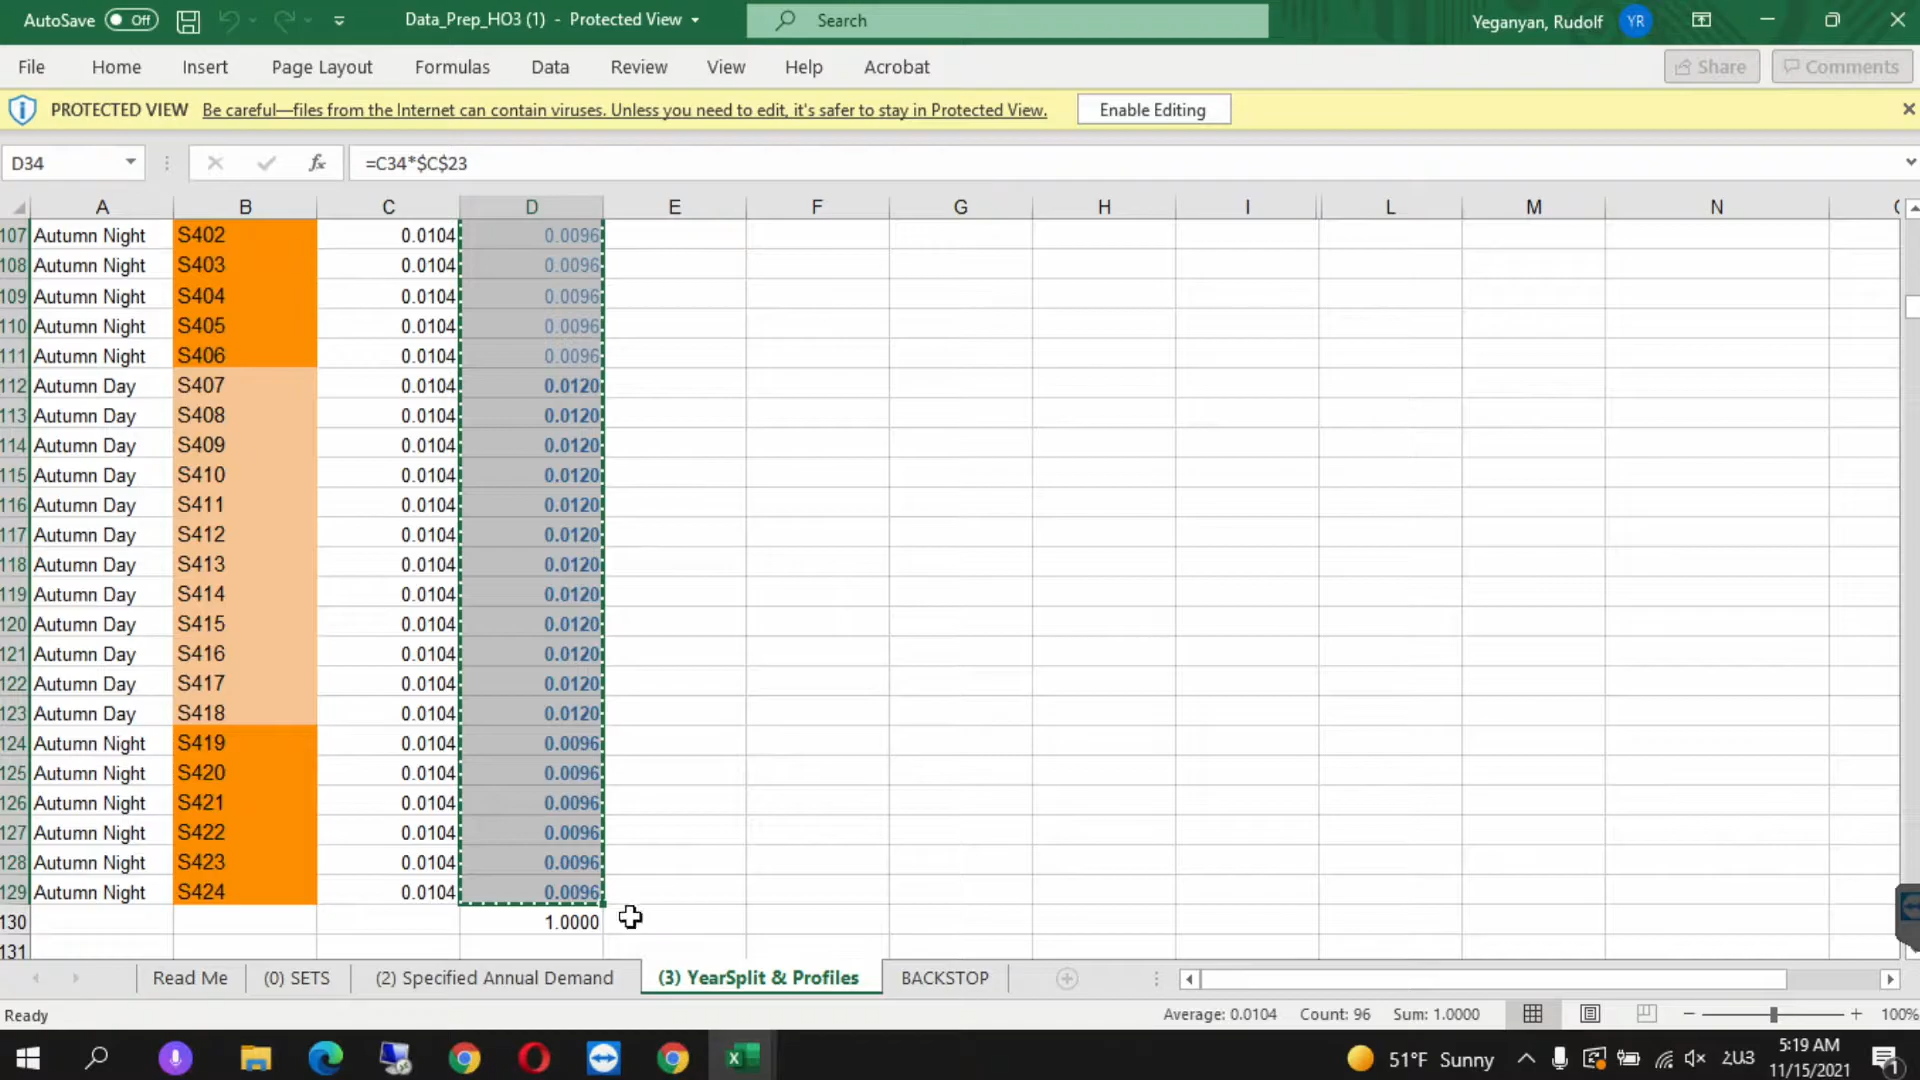 AutoSave Off Data_Prep_HO3 (1) - Protected View Search Yeganyan, Rudolf YR
File Home Insert Page Layout Formulas Data Review View Help Acrobat Share Comments
PROTECTED VIEW Be careful—files from the Internet can contain viruses. Unless you need to edit, it's safer to stay in Protected View. Enable Editing
D34 fx =C34*$C$23
A B C D E F G H I L M N
107 Autumn Night S402 0.0104 0.0096
108 Autumn Night S403 0.0104 0.0096
109 Autumn Night S404 0.0104 0.0096
110 Autumn Night S405 0.0104 0.0096
111 Autumn Night S406 0.0104 0.0096
112 Autumn Day S407 0.0104 0.0120
113 Autumn Day S408 0.0104 0.0120
114 Autumn Day S409 0.0104 0.0120
115 Autumn Day S410 0.0104 0.0120
116 Autumn Day S411 0.0104 0.0120
117 Autumn Day S412 0.0104 0.0120
118 Autumn Day S413 0.0104 0.0120
119 Autumn Day S414 0.0104 0.0120
120 Autumn Day S415 0.0104 0.0120
121 Autumn Day S416 0.0104 0.0120
122 Autumn Day S417 0.0104 0.0120
123 Autumn Day S418 0.0104 0.0120
124 Autumn Night S419 0.0104 0.0096
125 Autumn Night S420 0.0104 0.0096
126 Autumn Night S421 0.0104 0.0096
127 Autumn Night S422 0.0104 0.0096
128 Autumn Night S423 0.0104 0.0096
129 Autumn Night S424 0.0104 0.0096
130 1.0000
131
Read Me (0) SETS (2) Specified Annual Demand (3) YearSplit & Profiles BACKSTOP
Ready Average: 0.0104 Count: 96 Sum: 1.0000 100%
51°F Sunny ՀԱՅ 5:19 AM
11/15/2021 1